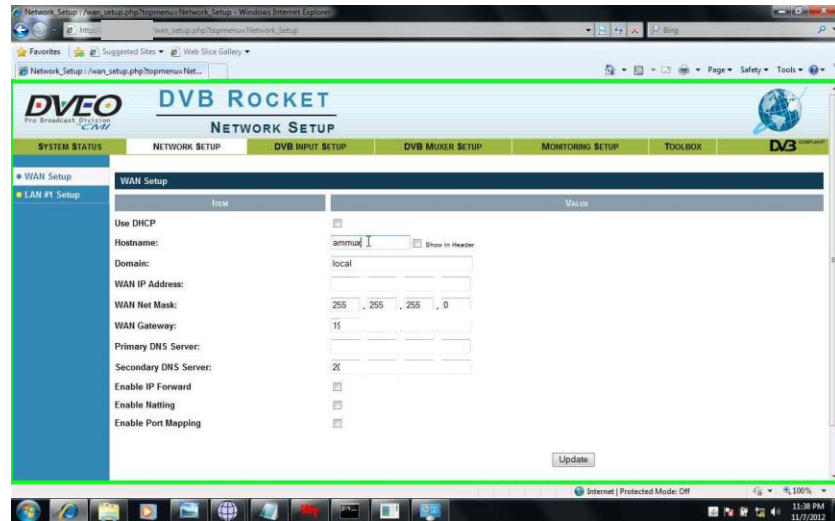 Network_Setup : /wan_setup.php?topmenu=Network_Setup - Windows Internet Explorer
http:/ /wan_setup.php?topmenu=Network_Setup Bing
Favorites Suggested Sites Web Slice Gallery
Network_Setup : /wan_setup.php?topmenu=Net... Page Safety Tools
DVEO
Pro Broadcast Division
CMI
DVB ROCKET
NETWORK SETUP
SYSTEM STATUS NETWORK SETUP DVB INPUT SETUP DVB MUXER SETUP MONITORING SETUP TOOLBOX DVB COMPLIANT
WAN Setup
LAN #1 Setup
WAN Setup
ITEM VALUE
Use DHCP
Hostname: ammux Show in Header
Domain: local
WAN IP Address:
WAN Net Mask: 255 . 255 . 255 . 0
WAN Gateway: 19
Primary DNS Server:
Secondary DNS Server: 20
Enable IP Forward
Enable Natting
Enable Port Mapping
Update
Internet | Protected Mode: Off 100%
11:38 PM
11/7/2012